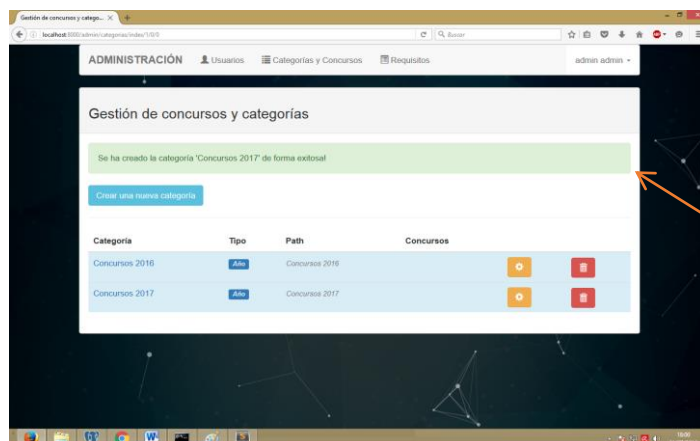 Gestión de concursos y catego...
localhost:8000/admin/categorias/index/1/0/0
Buscar
ADMINISTRACIÓN Usuarios Categorías y Concursos Requisitos admin admin
Gestión de concursos y categorías
Se ha creado la categoría 'Concursos 2017' de forma exitosa!
Crear una nueva categoría
Categoría Tipo Path Concursos
Concursos 2016 Año Concursos 2016
Concursos 2017 Año Concursos 2017